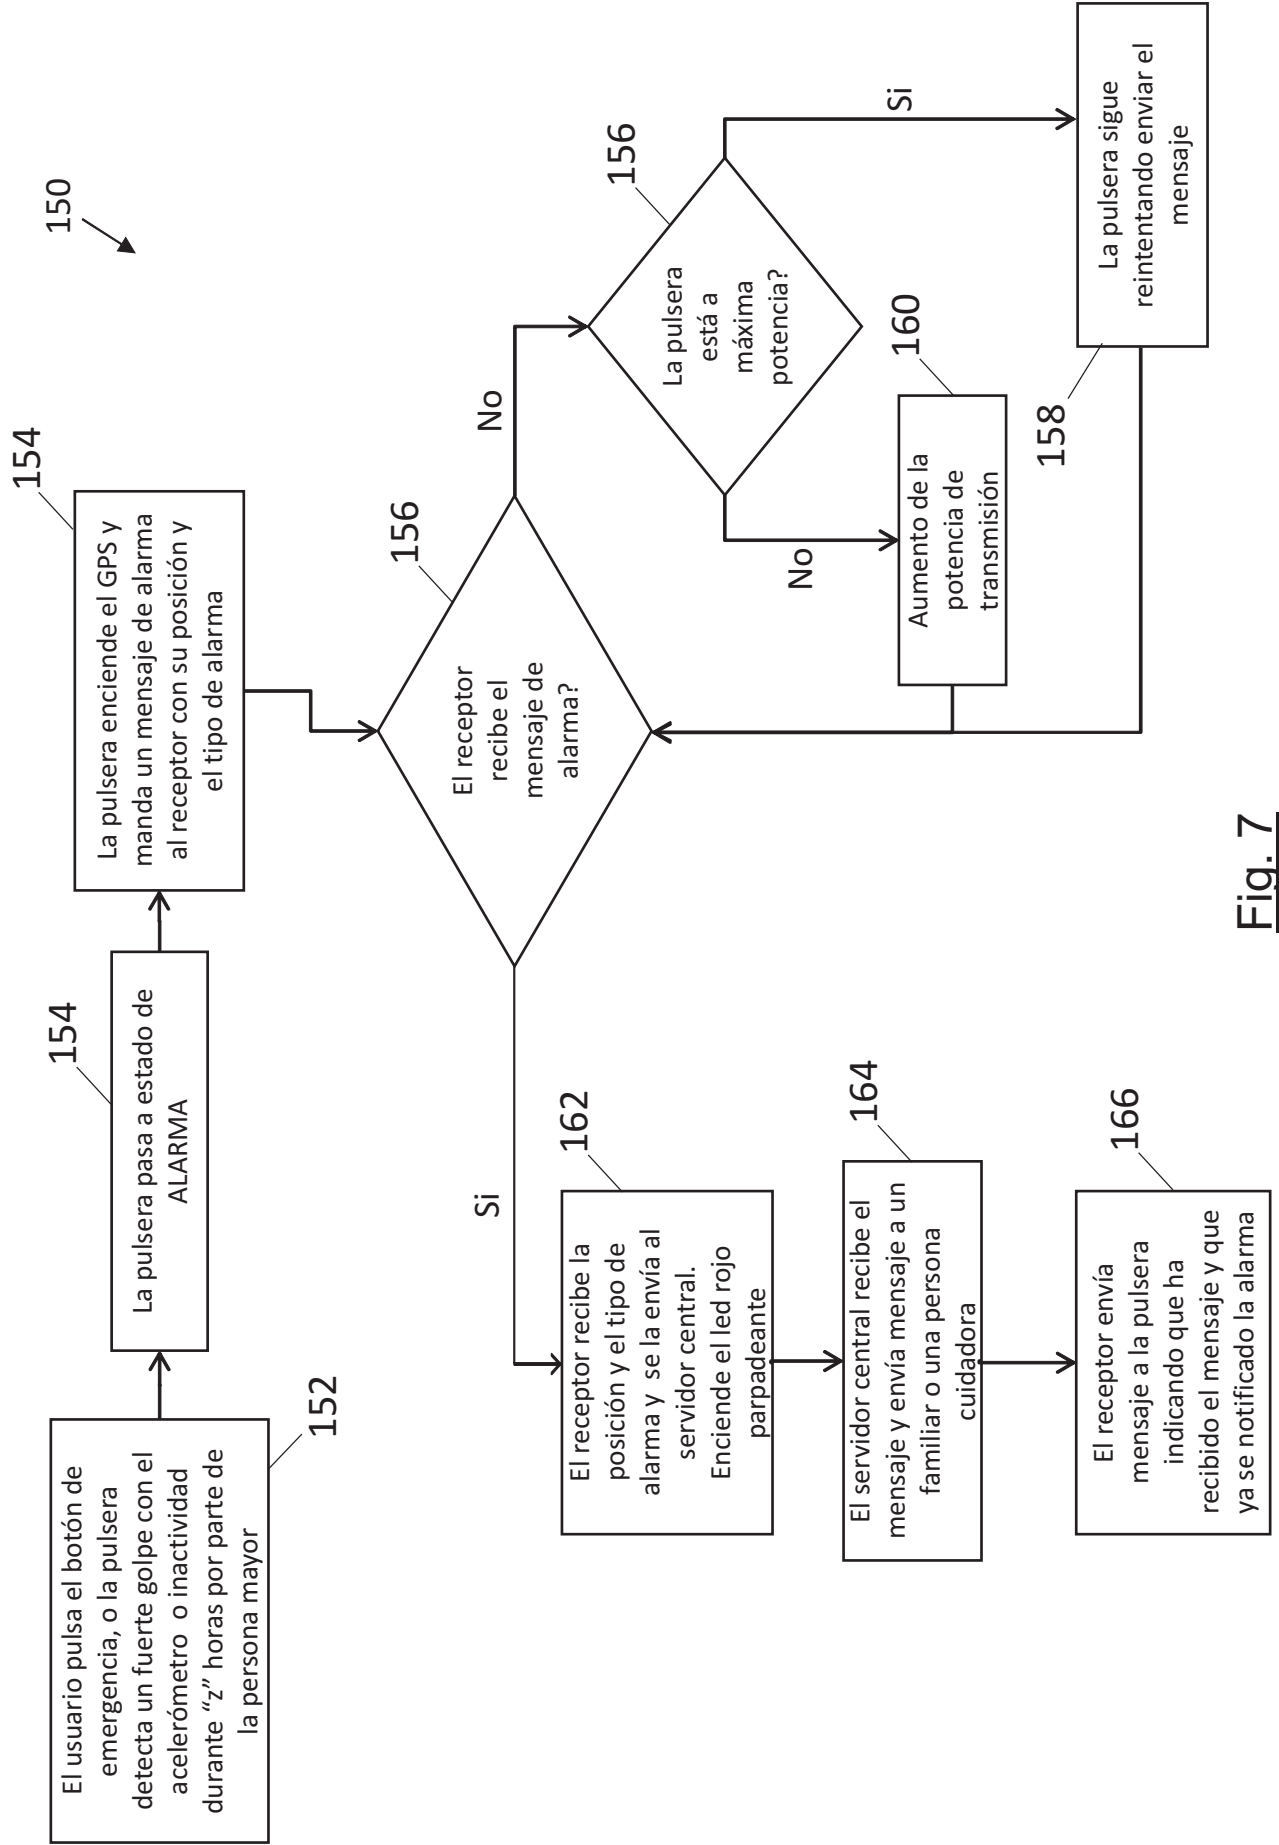 150
El usuario pulsa el botón de
emergencia, o la pulsera
detecta un fuerte golpe con el
acelerómetro o inactividad
durante “z” horas por parte de
la persona mayor
152
La pulsera pasa a estado de
ALARMA
154
La pulsera enciende el GPS y
manda un mensaje de alarma
al receptor con su posición y
el tipo de alarma
154
El receptor
recibe el
mensaje de
alarma?
156
No
La pulsera
está a
máxima
potencia?
156
Si
La pulsera sigue
reintentando enviar el
mensaje
158
No
Aumento de la
potencia de
transmisión
160
Si
El receptor recibe la
posición y el tipo de
alarma y se la envía al
servidor central.
Enciende el led rojo
parpadeante
162
El servidor central recibe el
mensaje y envía mensaje a un
familiar o una persona
cuidadora
164
El receptor envía
mensaje a la pulsera
indicando que ha
recibido el mensaje y que
ya se notificado la alarma
166
Fig. 7